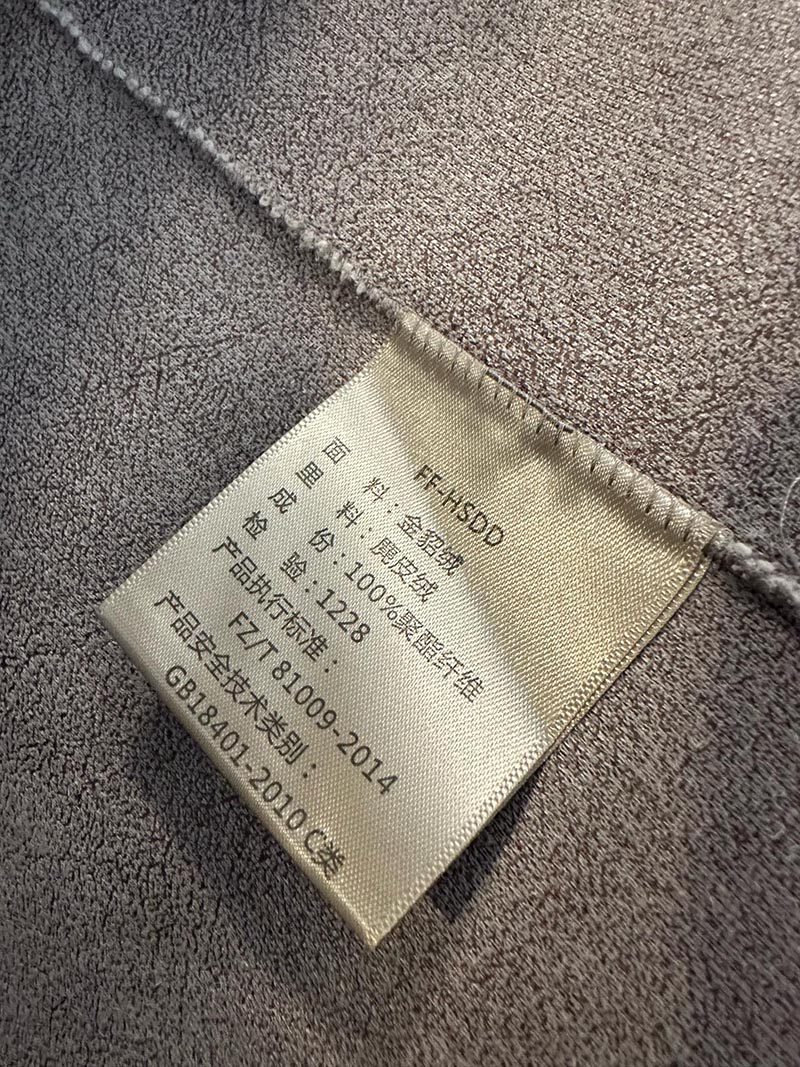 FF-HSDD
面 料：金貂绒
里 料：麂皮绒
成 份：100%聚酯纤维
检 验：1228
产品执行标准：
FZ/T 81009-2014
产品安全技术类别：
GB18401-2010 C类